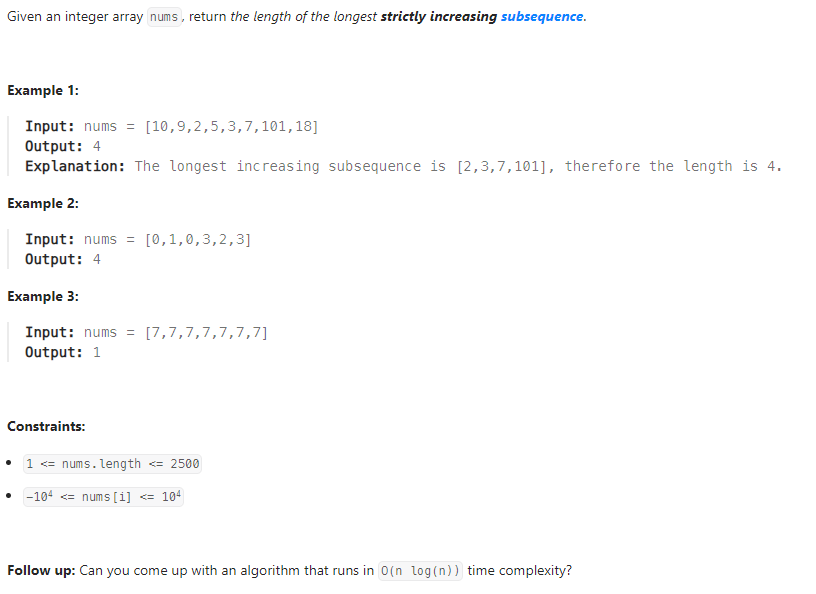 Given an integer array nums, return the length of the longest strictly increasing subsequence.
Example 1:
Input: nums = [10,9,2,5,3,7,101,18]
Output: 4
Explanation: The longest increasing subsequence is [2,3,7,101], therefore the length is 4.
Example 2:
Input: nums = [0,1,0,3,2,3]
Output: 4
Example 3:
Input: nums = [7,7,7,7,7,7,7]
Output: 1
Constraints:
• 1 <= nums.length <= 2500
• -10⁴ <= nums[i] <= 10⁴
Follow up: Can you come up with an algorithm that runs in O(n log(n)) time complexity?